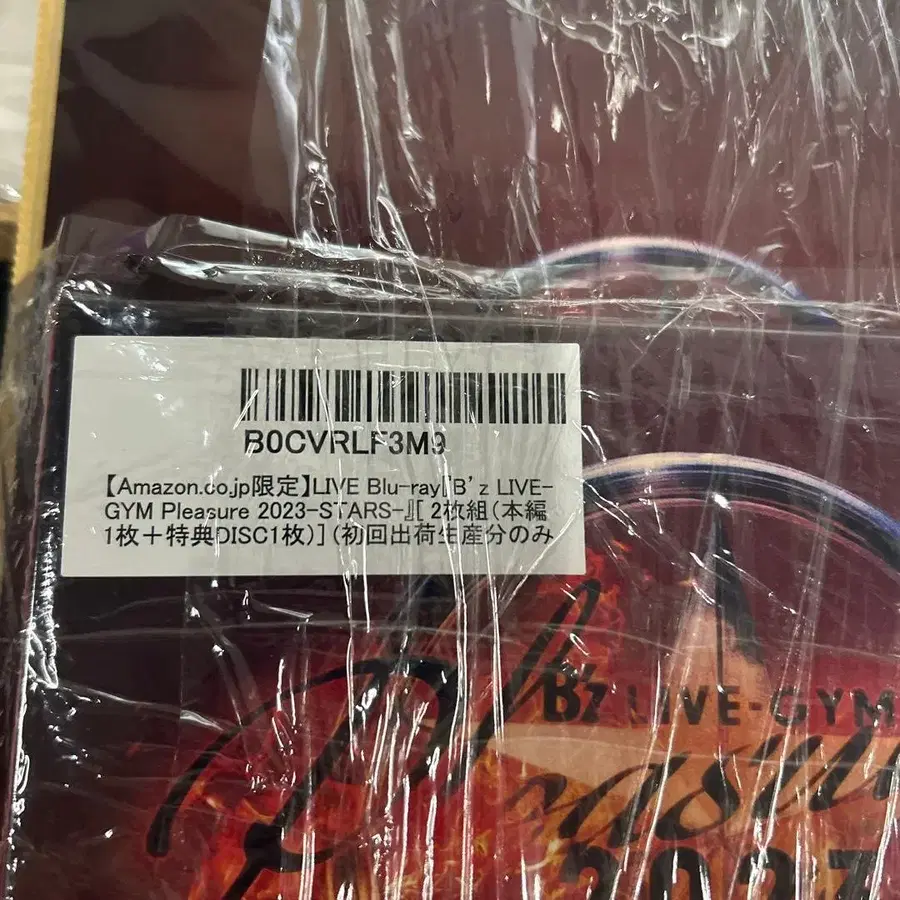 B0CVRLF3M9
【Amazon.co.jp限定】LIVE Blu-ray『B'z LIVE-
GYM Pleasure 2023-STARS-』[ 2枚組(本編
1枚+特典DISC1枚)] (初回出荷生産分のみ
B'z LIVE-GYM
Pleasur
2023